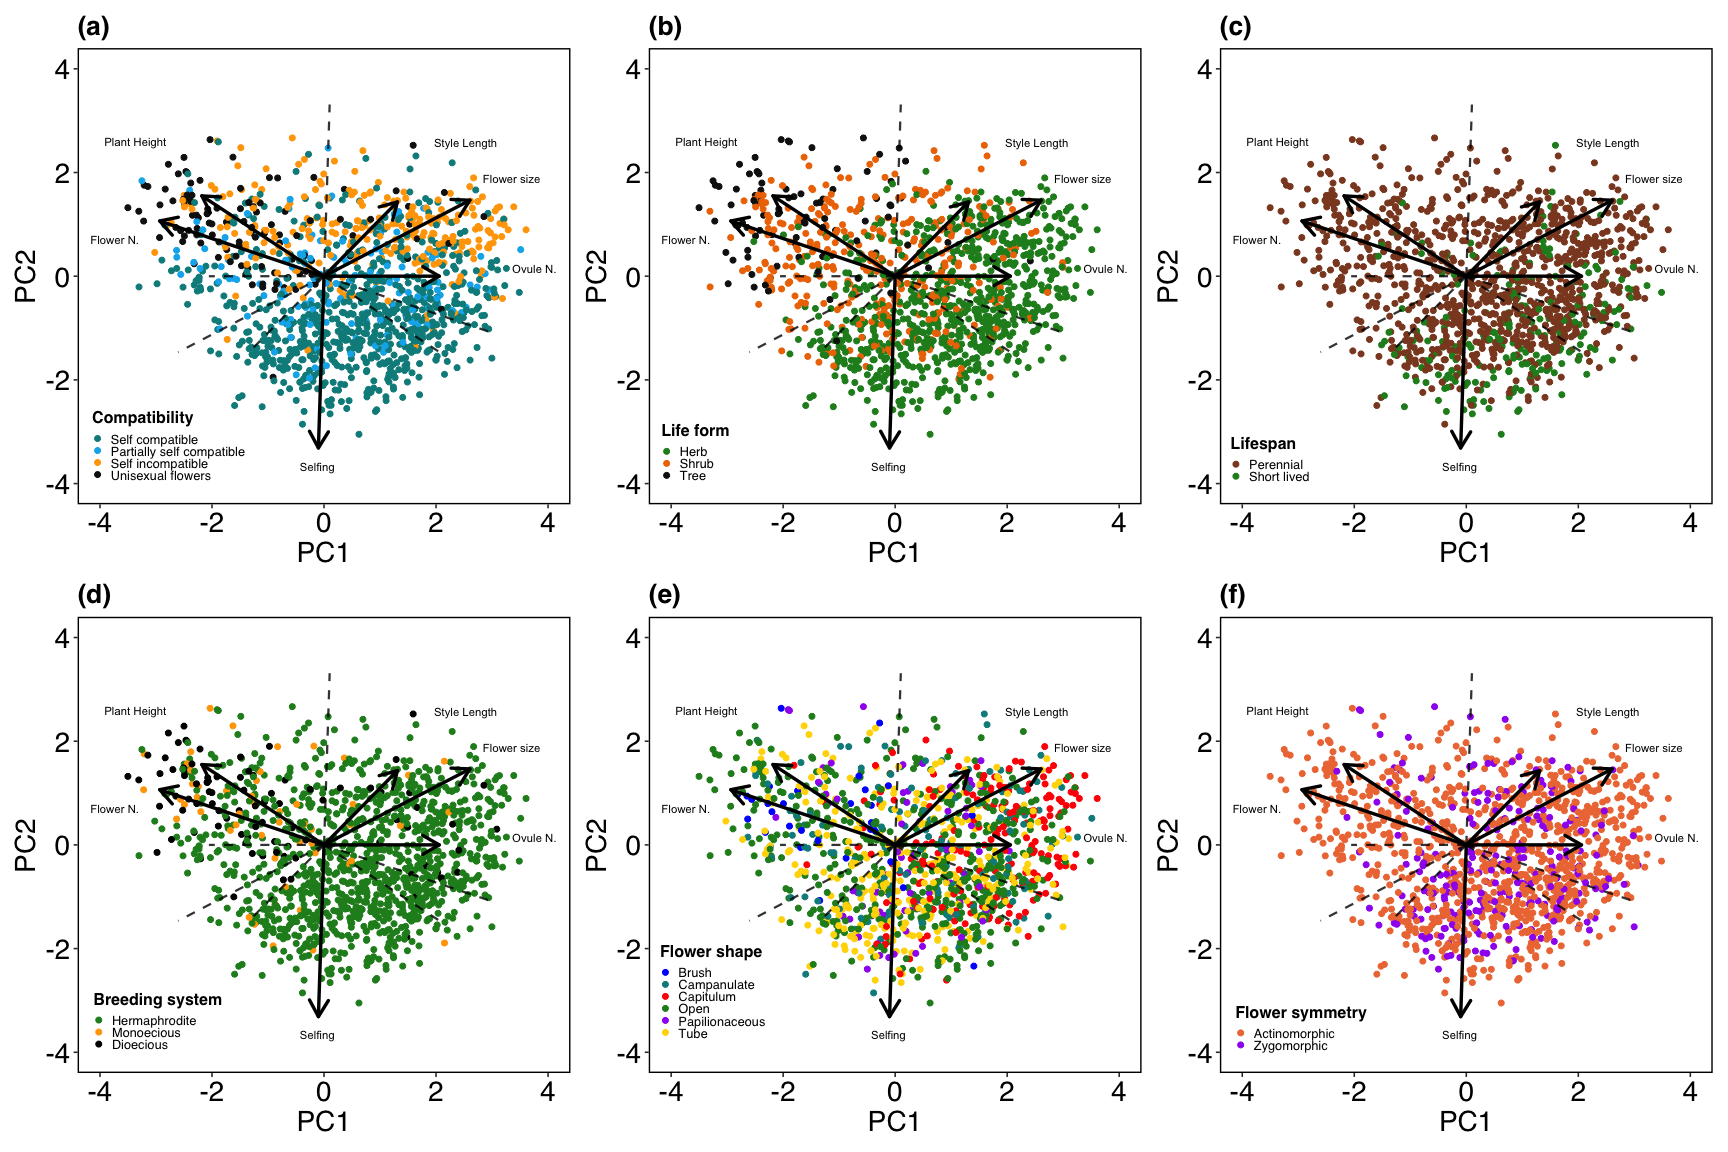 (a)
(b)
(c)
4
2
0
-2
-4
PC2
Plant Height
Style Length
Flower size
Flower N.
Ovule N.
Selfing
Compatibility
Self compatible
Partially self compatible
Self incompatible
Unisexual flowers
-4
-2
0
2
4
PC1
4
2
0
-2
-4
PC2
Plant Height
Style Length
Flower size
Flower N.
Ovule N.
Selfing
Life form
Herb
Shrub
Tree
-4
-2
0
2
4
PC1
4
2
0
-2
-4
PC2
Plant Height
Style Length
Flower size
Flower N.
Ovule N.
Selfing
Lifespan
Perennial
Short lived
-4
-2
0
2
4
PC1
(d)
(e)
(f)
4
2
0
-2
-4
PC2
Plant Height
Style Length
Flower size
Flower N.
Ovule N.
Selfing
Breeding system
Hermaphrodite
Monoecious
Dioecious
-4
-2
0
2
4
PC1
4
2
0
-2
-4
PC2
Plant Height
Style Length
Flower size
Flower N.
Ovule N.
Selfing
Flower shape
Brush
Campanulate
Capitulum
Open
Papilionaceous
Tube
-4
-2
0
2
4
PC1
4
2
0
-2
-4
PC2
Plant Height
Style Length
Flower size
Flower N.
Ovule N.
Selfing
Flower symmetry
Actinomorphic
Zygomorphic
-4
-2
0
2
4
PC1